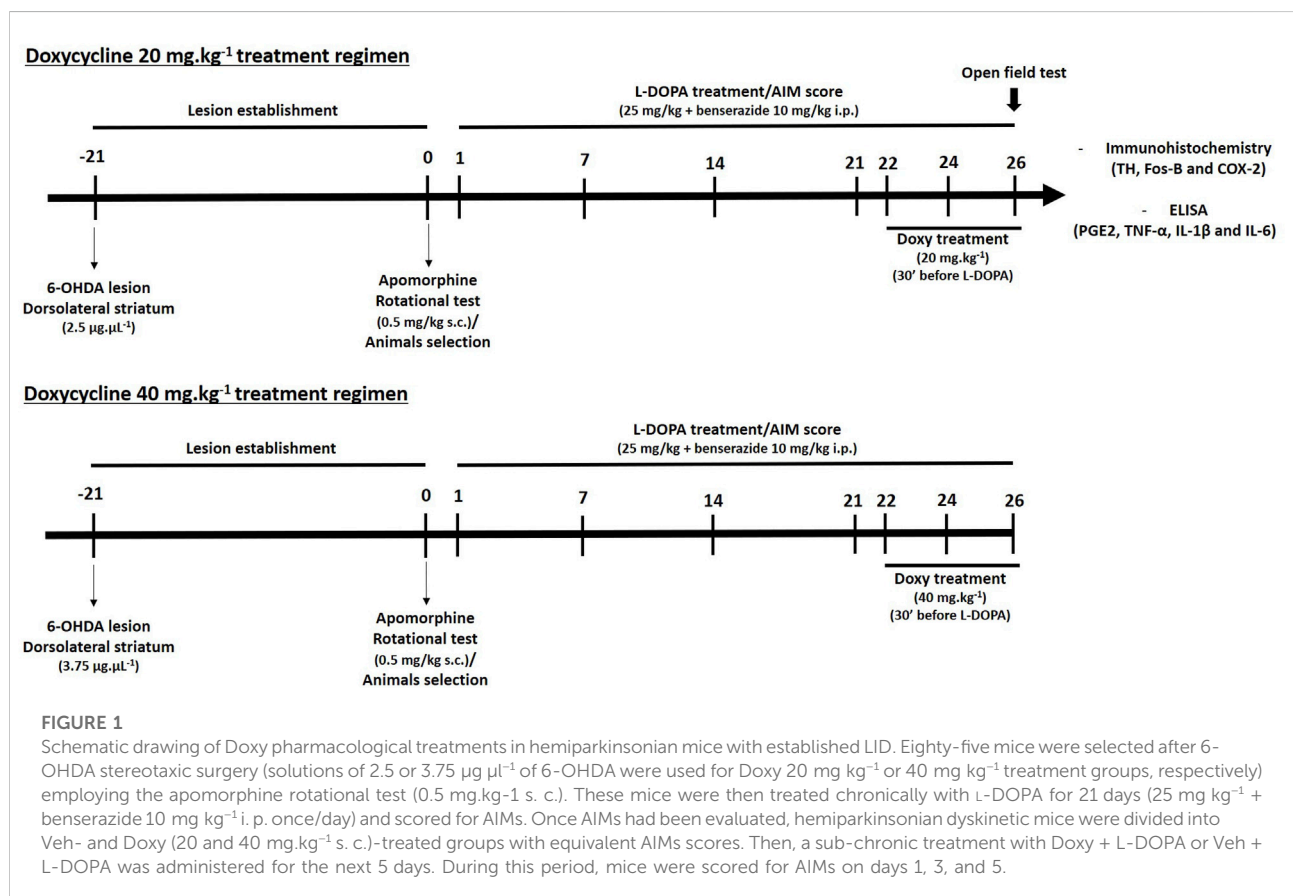 Doxycycline 20 mg.kg⁻¹ treatment regimen
Open field test
Lesion establishment
L-DOPA treatment/AIM score
(25 mg/kg + benserazide 10 mg/kg i.p.)
-21 0 1 7 14 21 22 24 26
- Immunohistochemistry
(TH, Fos-B and COX-2)
- ELISA
(PGE2, TNF-α, IL-1β and IL-6)
6-OHDA lesion
Dorsolateral striatum
(2.5 µg.µL⁻¹)
Apomorphine
Rotational test
(0.5 mg/kg s.c.)/
Animals selection
Doxy treatment
(20 mg.kg⁻¹)
(30' before L-DOPA)
Doxycycline 40 mg.kg⁻¹ treatment regimen
Lesion establishment
L-DOPA treatment/AIM score
(25 mg/kg + benserazide 10 mg/kg i.p.)
-21 0 1 7 14 21 22 24 26
6-OHDA lesion
Dorsolateral striatum
(3.75 µg.µL⁻¹)
Apomorphine
Rotational test
(0.5 mg/kg s.c.)/
Animals selection
Doxy treatment
(40 mg.kg⁻¹)
(30' before L-DOPA)
FIGURE 1
Schematic drawing of Doxy pharmacological treatments in hemiparkinsonian mice with established LID. Eighty-five mice were selected after 6-
OHDA stereotaxic surgery (solutions of 2.5 or 3.75 µg µl⁻¹ of 6-OHDA were used for Doxy 20 mg kg⁻¹ or 40 mg kg⁻¹ treatment groups, respectively)
employing the apomorphine rotational test (0.5 mg.kg-1 s. c.). These mice were then treated chronically with L-DOPA for 21 days (25 mg kg⁻¹ +
benserazide 10 mg kg⁻¹ i. p. once/day) and scored for AIMs. Once AIMs had been evaluated, hemiparkinsonian dyskinetic mice were divided into
Veh- and Doxy (20 and 40 mg.kg⁻¹ s. c.)-treated groups with equivalent AIMs scores. Then, a sub-chronic treatment with Doxy + L-DOPA or Veh +
L-DOPA was administered for the next 5 days. During this period, mice were scored for AIMs on days 1, 3, and 5.